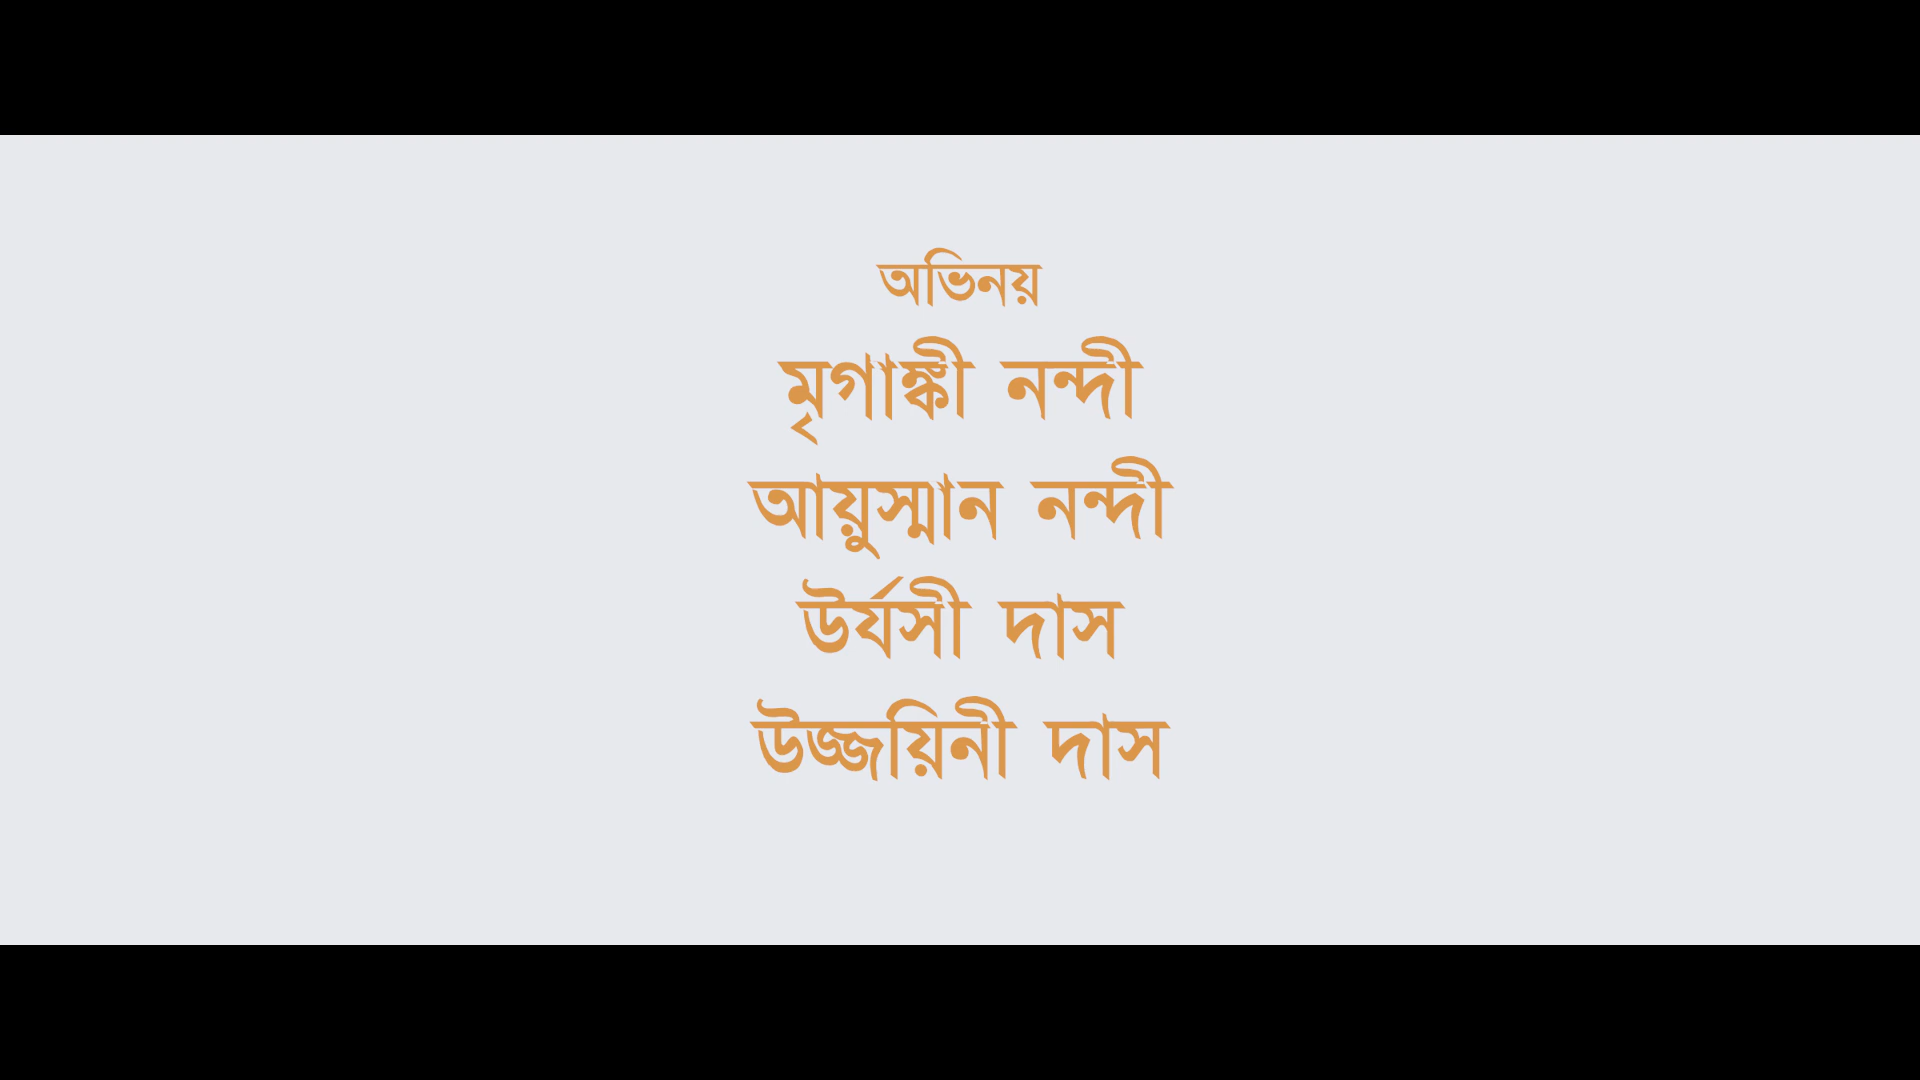 অভিনয়
মৃগাঙ্কী নন্দী
আয়ুস্মান নন্দী
উর্যসী দাস
উজ্জয়িনী দাস